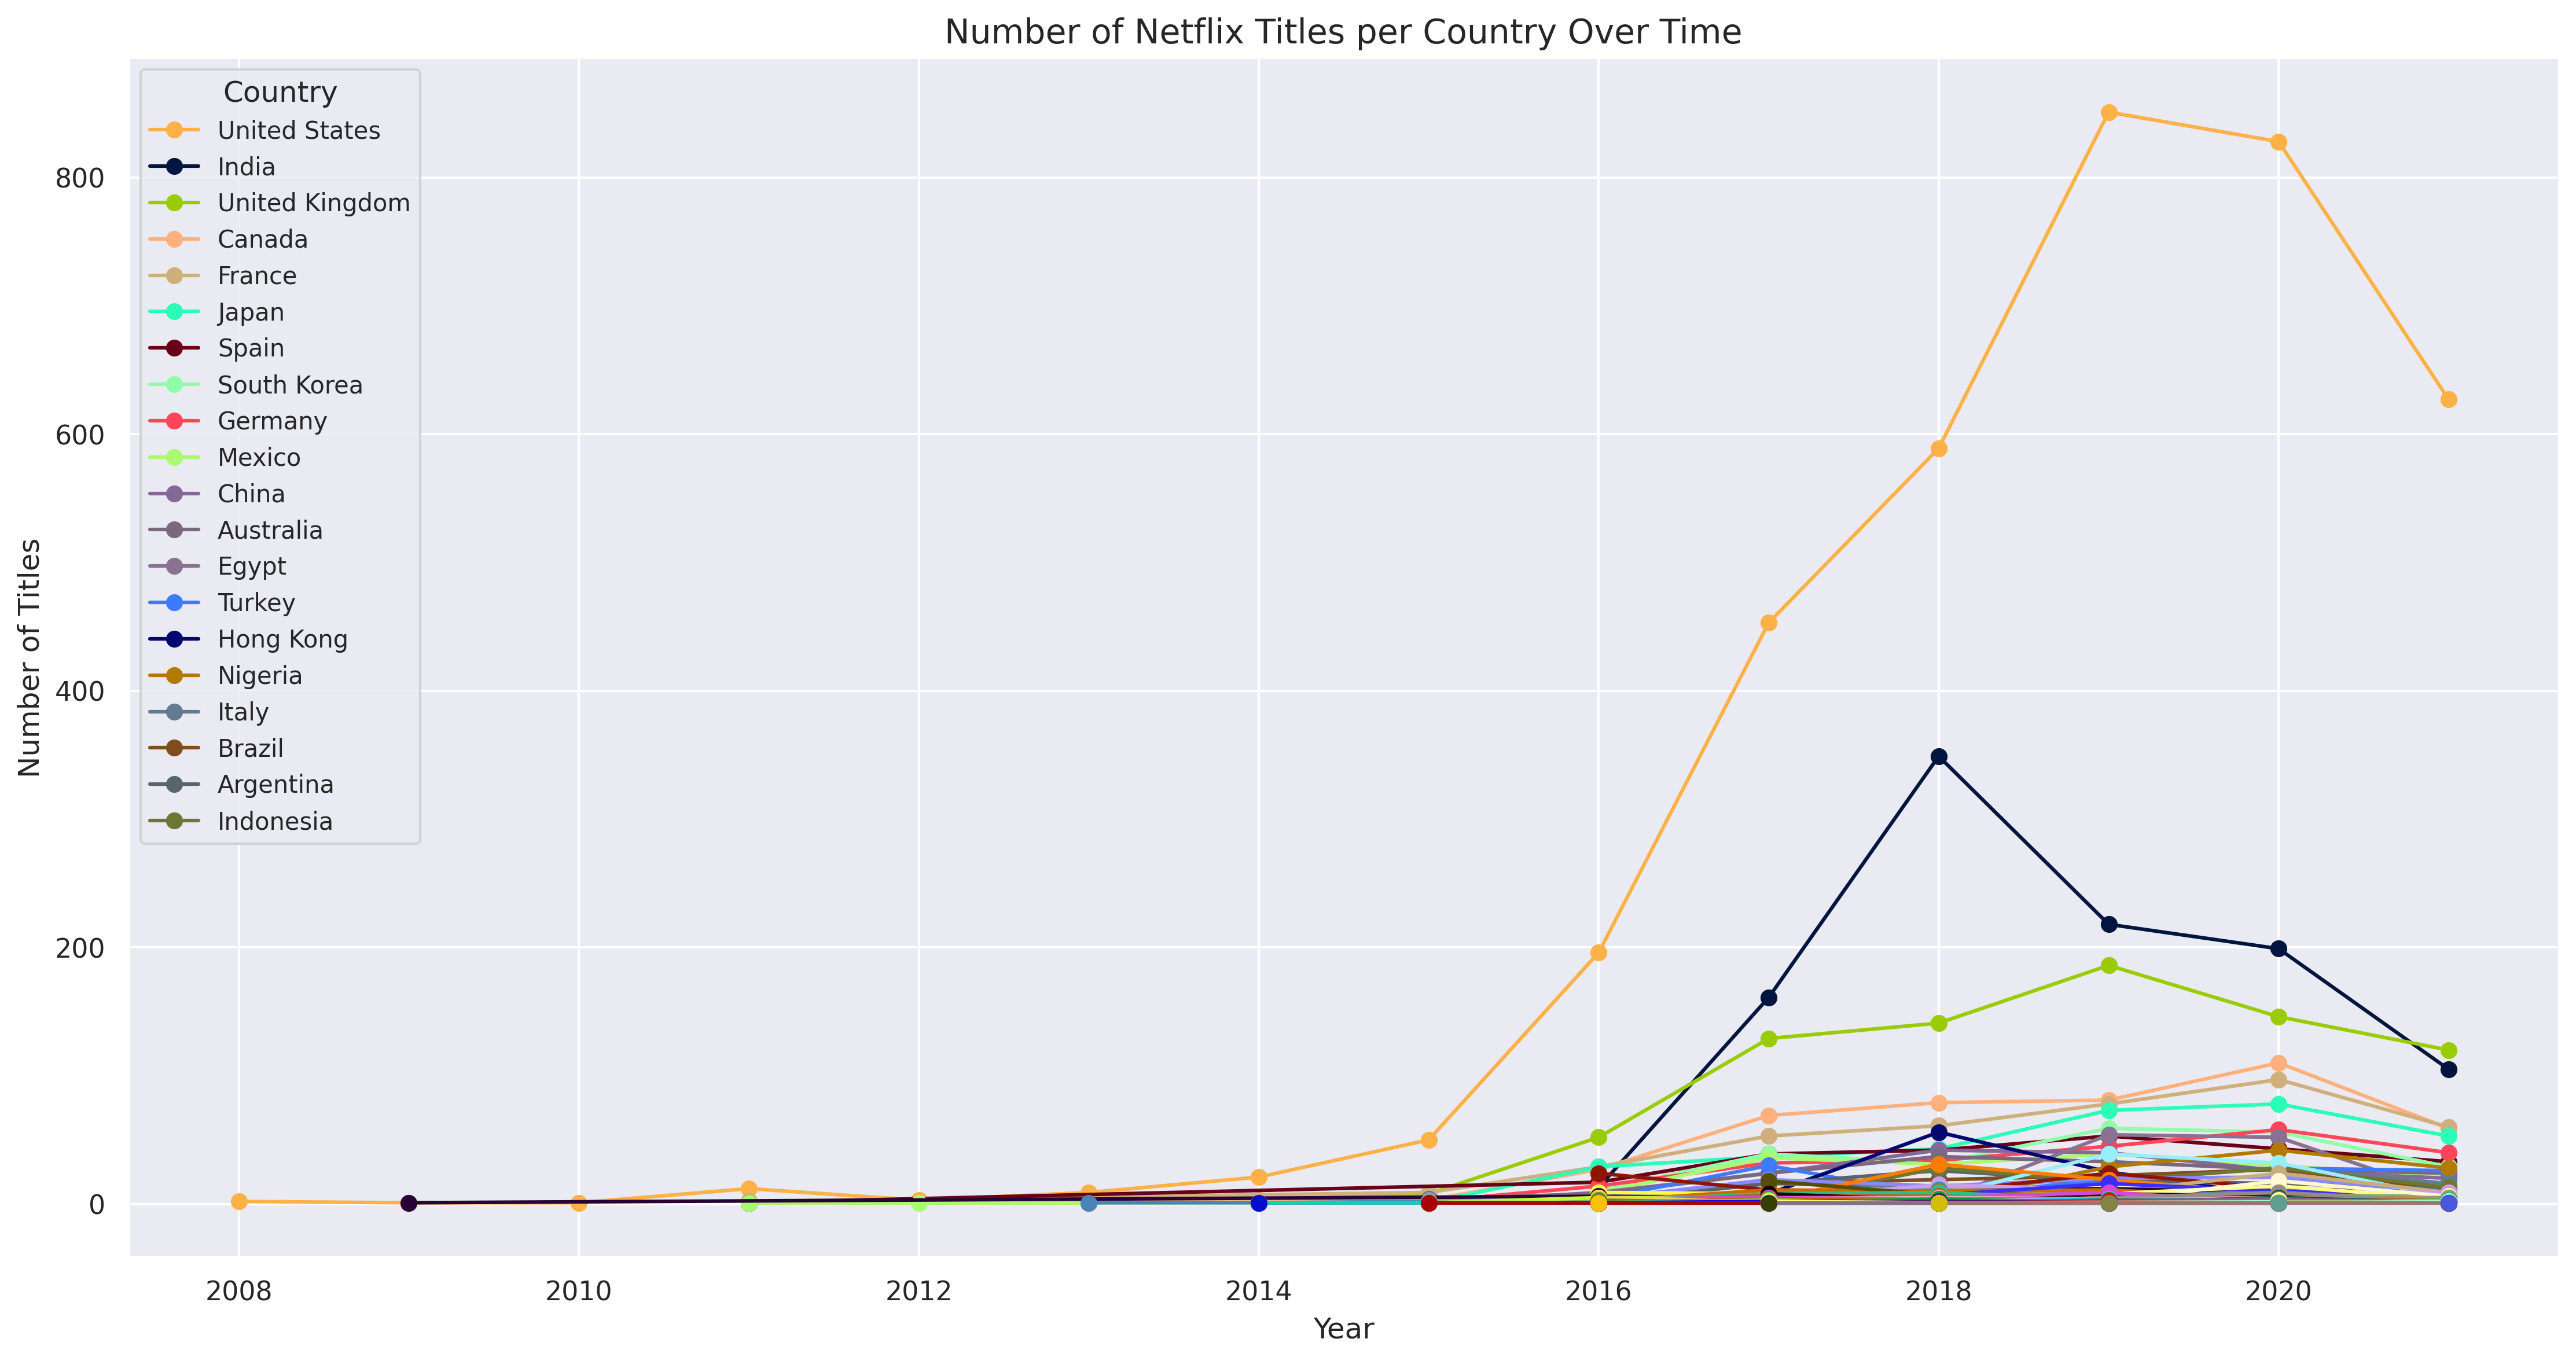 Number of Netflix Titles per Country Over Time
Country
United States
India
United Kingdom
Canada
France
Japan
Spain
South Korea
Germany
Mexico
China
Australia
Egypt
Turkey
Hong Kong
Nigeria
Italy
Brazil
Argentina
Indonesia
Number of Titles
800
600
400
200
0
2008 2010 2012 2014 2016 2018 2020
Year